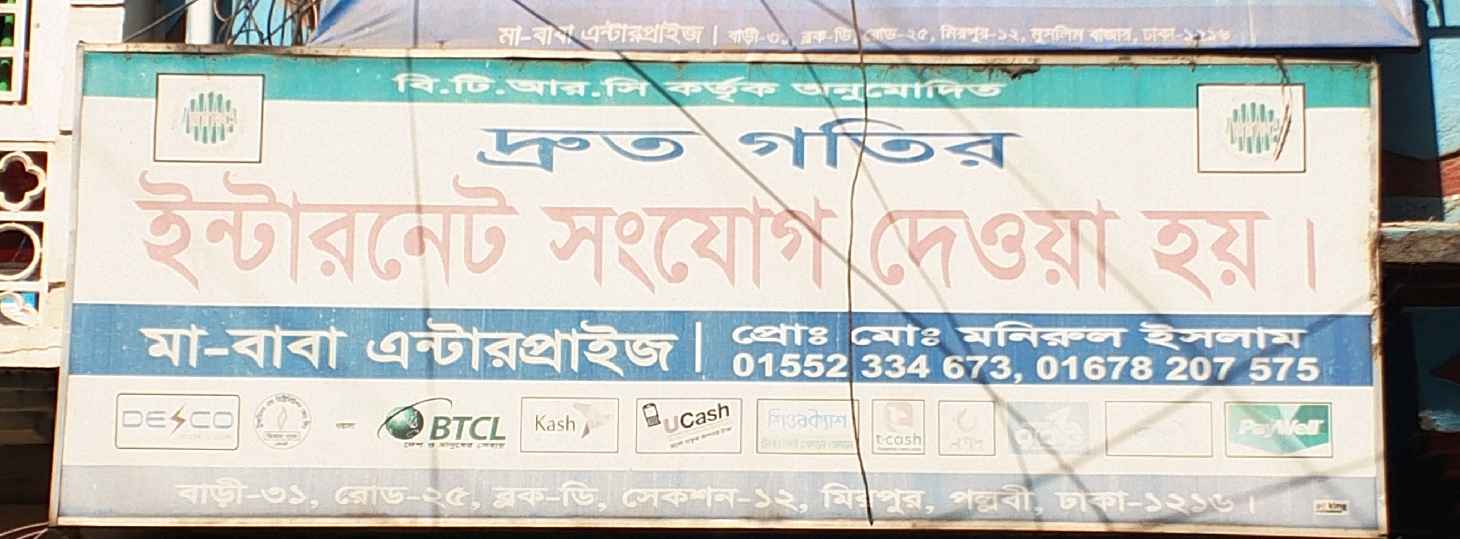 মা-বাবা এন্টারপ্রাইজ | বাড়ী-৩১, ব্লক-ডি, রোড-২৫, মিরপুর-১২, মুসলিম বাজার, ঢাকা-১২১৬
বি.টি.আর.সি কর্তৃক অনুমোদিত
দ্রুত গতির
ইন্টারনেট সংযোগ দেওয়া হয়।
মা-বাবা এন্টারপ্রাইজ | প্রোঃ মোঃ মনিরুল ইসলাম
01552 334 673, 01678 207 575
DESCO BTCL Kash UCash শিওরক্যাশ t-cash PayWell
দেশ ও মানুষের সেবায়
বাড়ী-৩১, রোড-২৫, ব্লক-ডি, সেকশন-১২, মিরপুর, পল্লবী, ঢাকা-১২১৬।